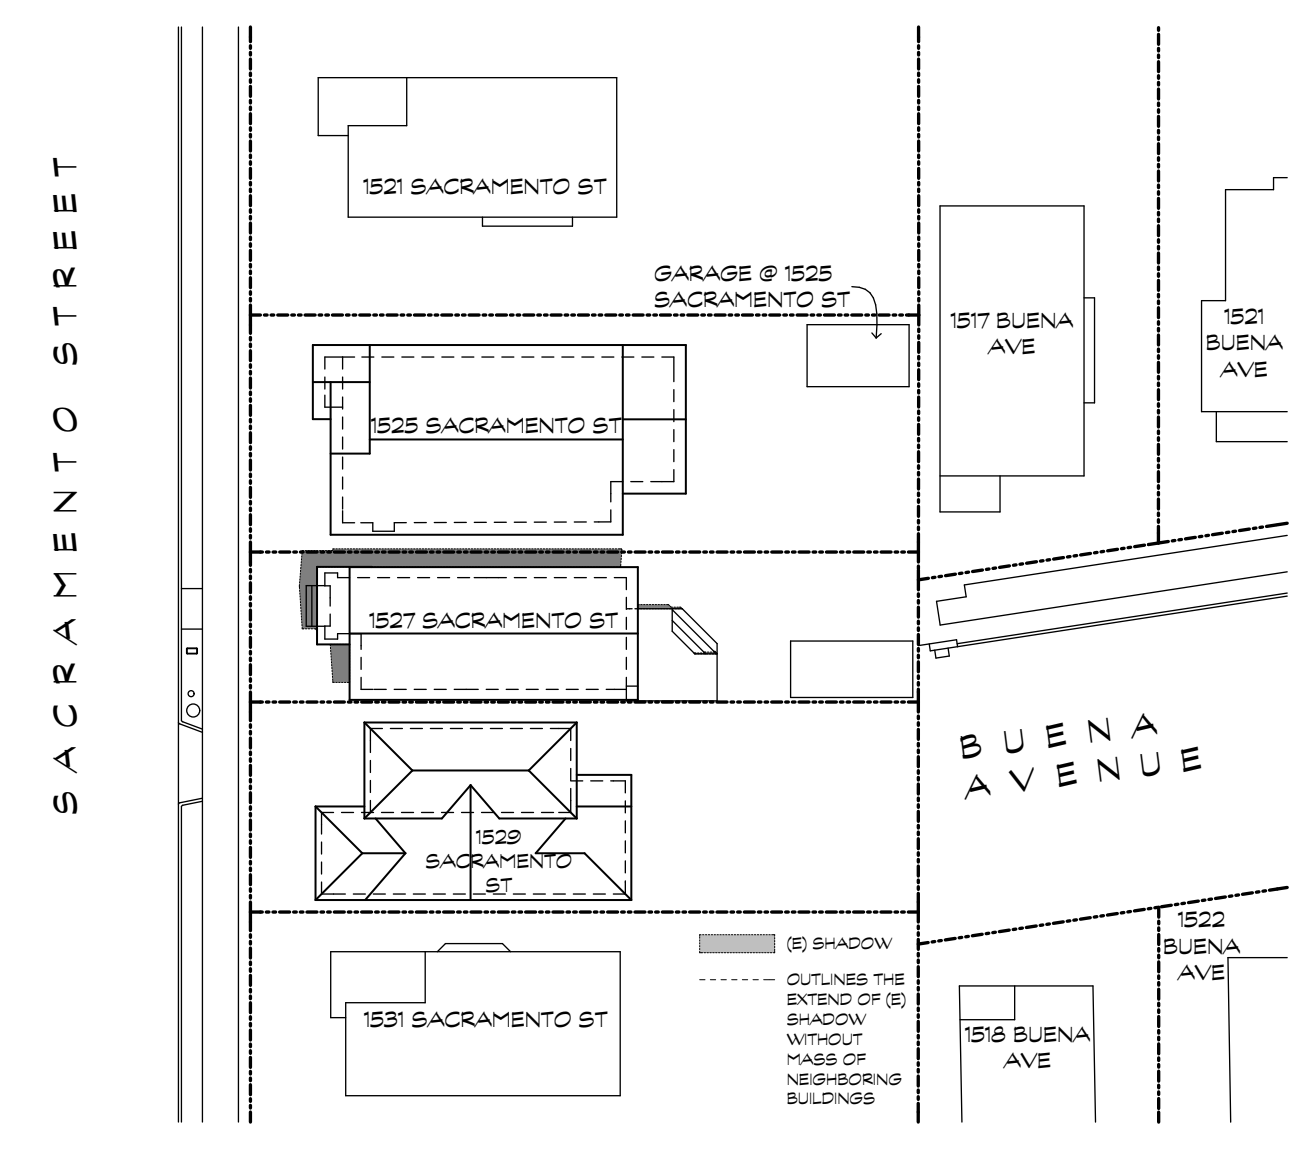 SACRAMENTO STREET
1521 SACRAMENTO ST
GARAGE @ 1525
SACRAMENTO ST
1517 BUENA
AVE
1521
BUENA
AVE
1525 SACRAMENTO ST
1527 SACRAMENTO ST
BUENA
AVENUE
1529
SACRAMENTO
ST
1522
BUENA
AVE
(E) SHADOW
OUTLINES THE
EXTEND OF (E)
SHADOW
WITHOUT
MASS OF
NEIGHBORING
BUILDINGS
1531 SACRAMENTO ST
1518 BUENA
AVE